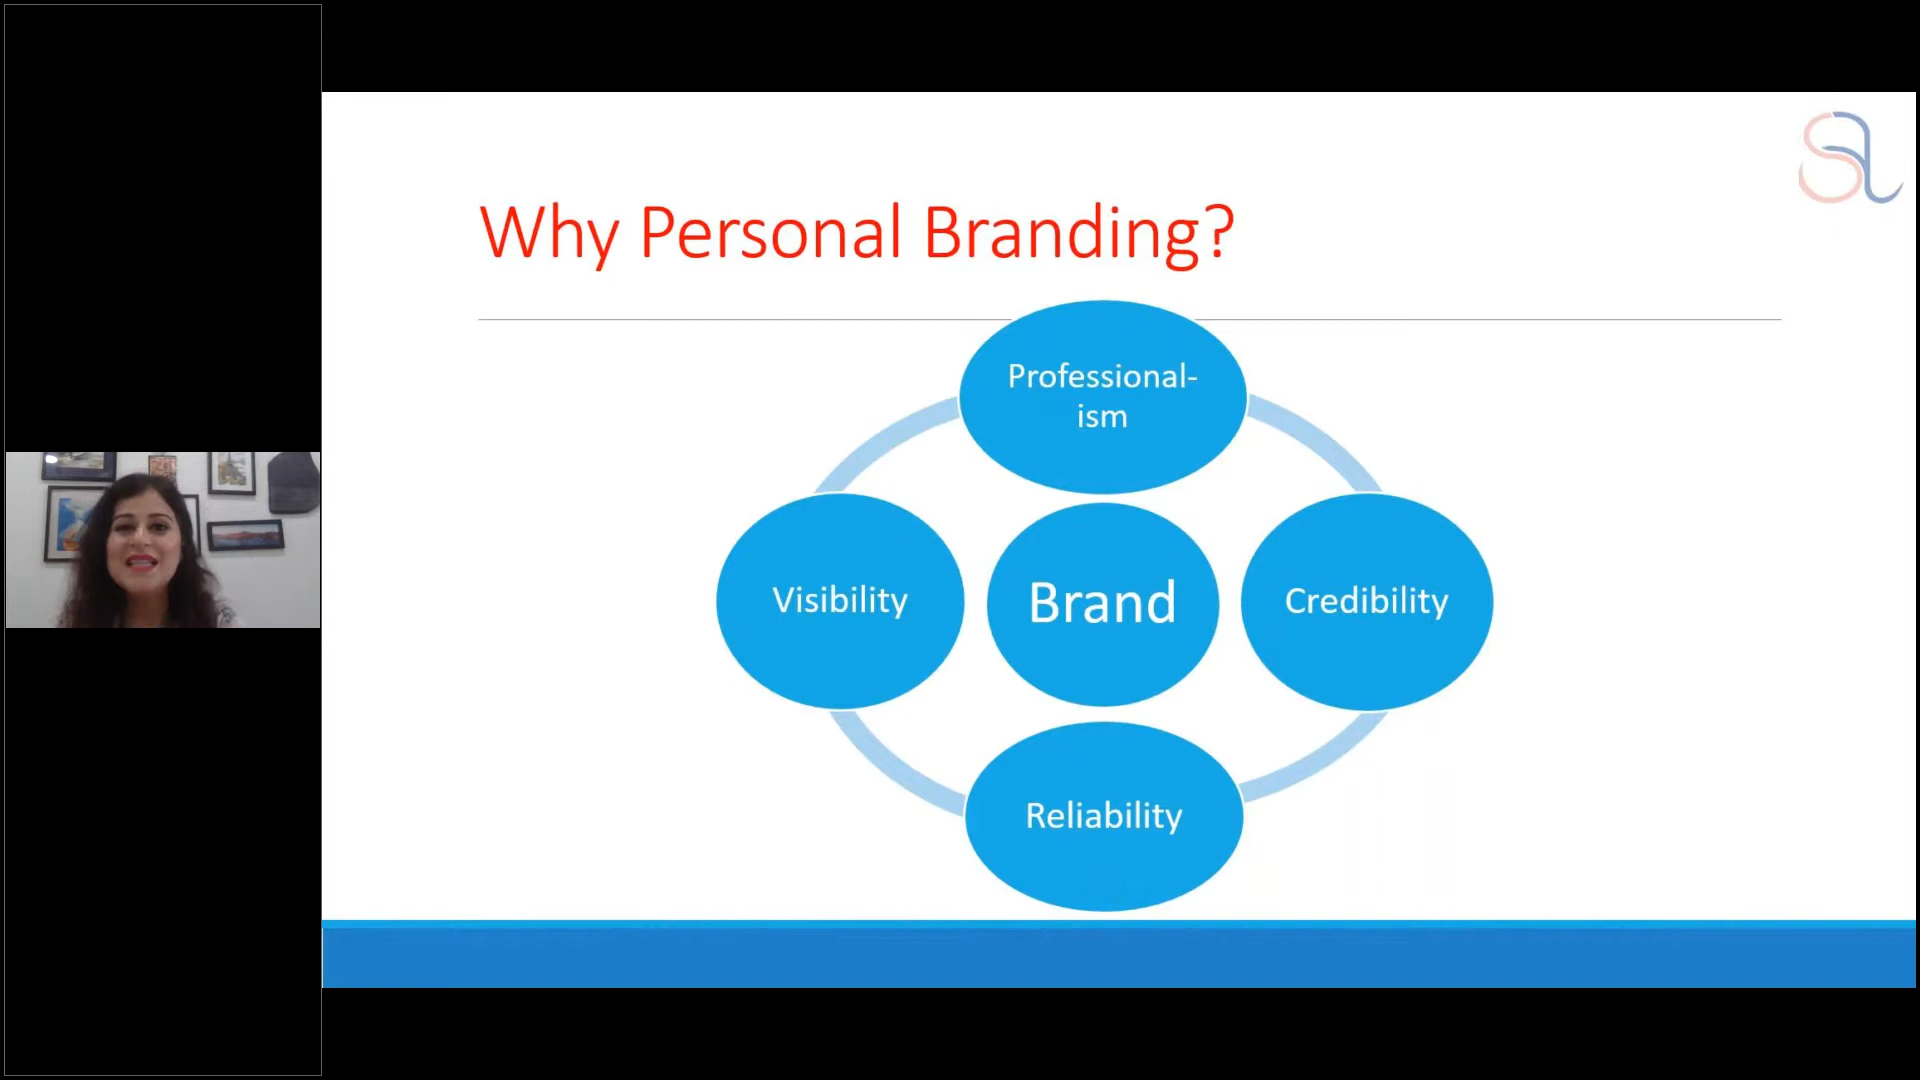 Why Personal Branding?
Professional-
ism
Visibility
Brand
Credibility
Reliability